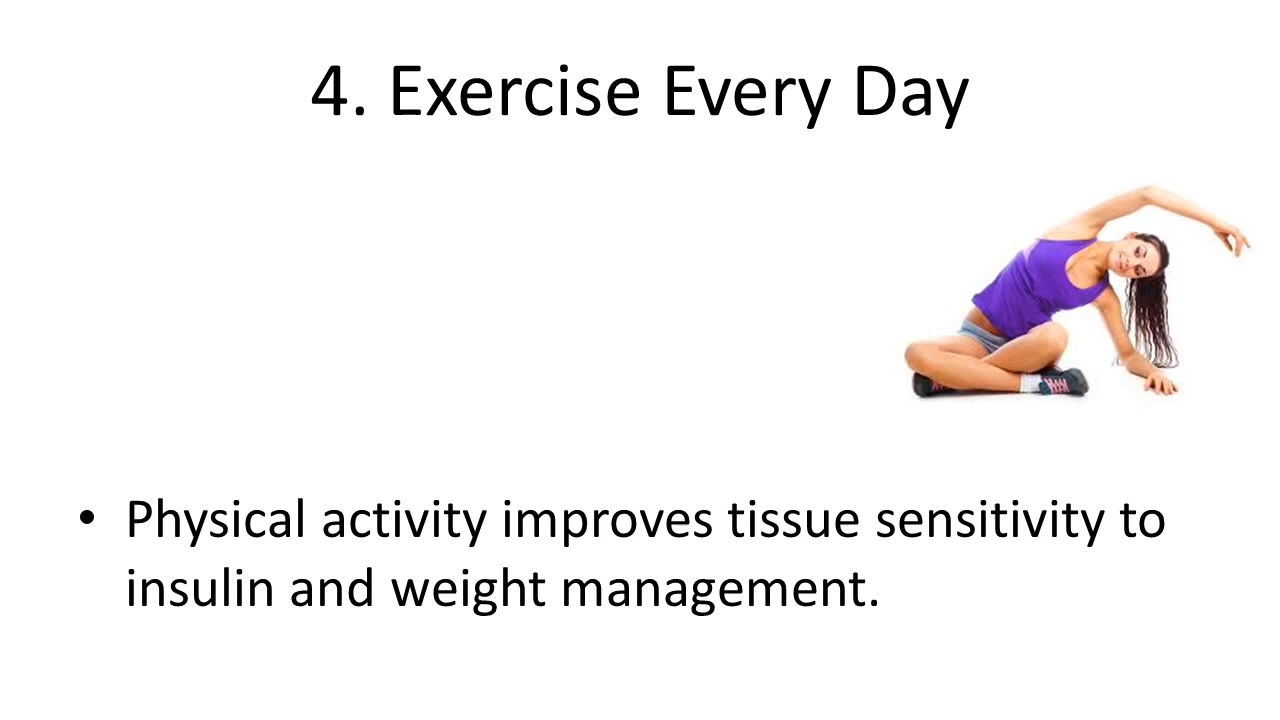 4. Exercise Every Day
• Physical activity improves tissue sensitivity to
insulin and weight management.